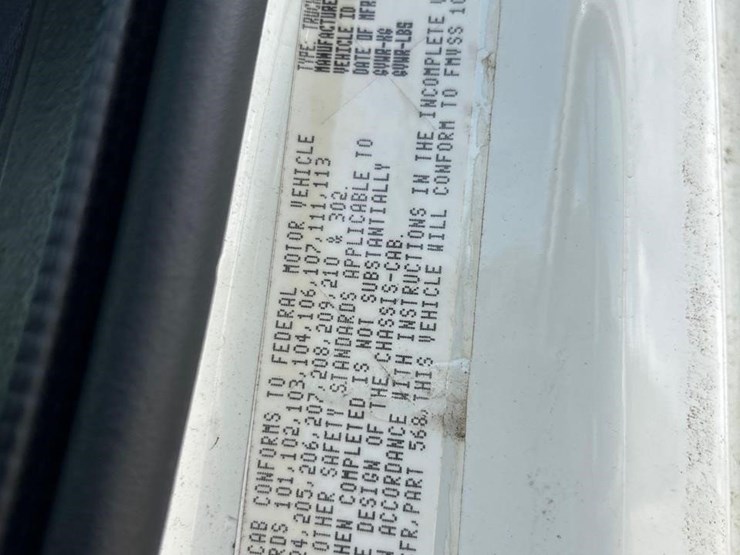 CAB CONFORMS TO FEDERAL MOTOR VEHICLE
RDS 101,102,103,104,106,107,111,113
24,205,206,207,208,209,210 & 302.
OTHER SAFETY STANDARDS APPLICABLE TO
HEN COMPLETED IS NOT SUBSTANTIALLY
E DESIGN OF THE CHASSIS-CAB.
N ACCORDANCE WITH INSTRUCTIONS IN THE INCOMPLETE V
FR,PART 568,THIS VEHICLE WILL CONFORM TO FMVSS 10
TYPE: TRUCK
MANUFACTURE
VEHICLE ID
DATE OF MFR
GVWR-KG
GVWR-LBS